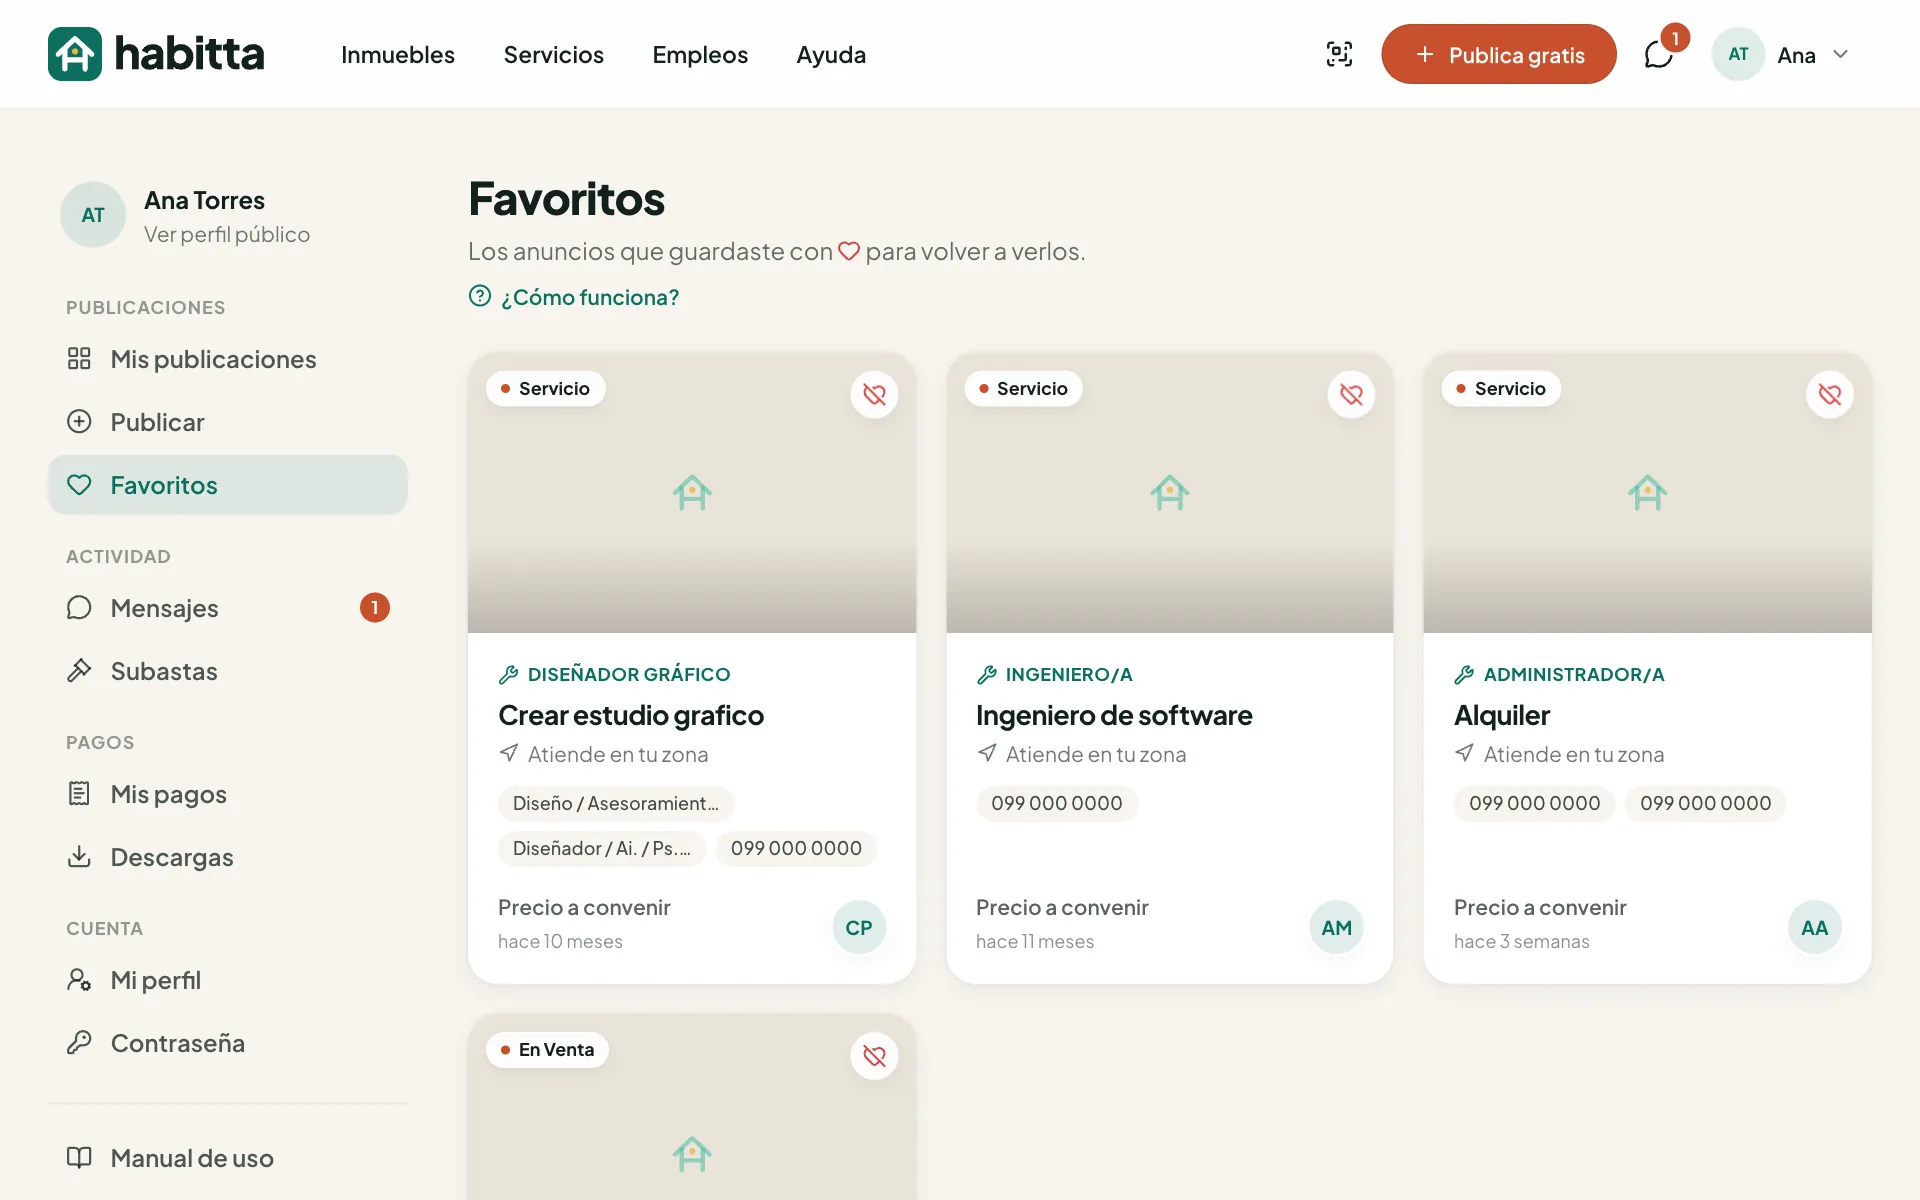 habitta
Inmuebles
Servicios
Empleos
Ayuda
Publica gratis
1
AT
Ana
AT
Ana Torres
Ver perfil público
PUBLICACIONES
Mis publicaciones
Publicar
Favoritos
ACTIVIDAD
Mensajes
1
Subastas
PAGOS
Mis pagos
Descargas
CUENTA
Mi perfil
Contraseña
Manual de uso
Favoritos
Los anuncios que guardaste con para volver a verlos.
¿Cómo funciona?
Servicio
DISEÑADOR GRÁFICO
Crear estudio grafico
Atiende en tu zona
Diseño / Asesoramient…
Diseñador / Ai. / Ps.…
099 000 0000
Precio a convenir
hace 10 meses
CP
Servicio
INGENIERO/A
Ingeniero de software
Atiende en tu zona
099 000 0000
Precio a convenir
hace 11 meses
AM
Servicio
ADMINISTRADOR/A
Alquiler
Atiende en tu zona
099 000 0000
099 000 0000
Precio a convenir
hace 3 semanas
AA
En Venta